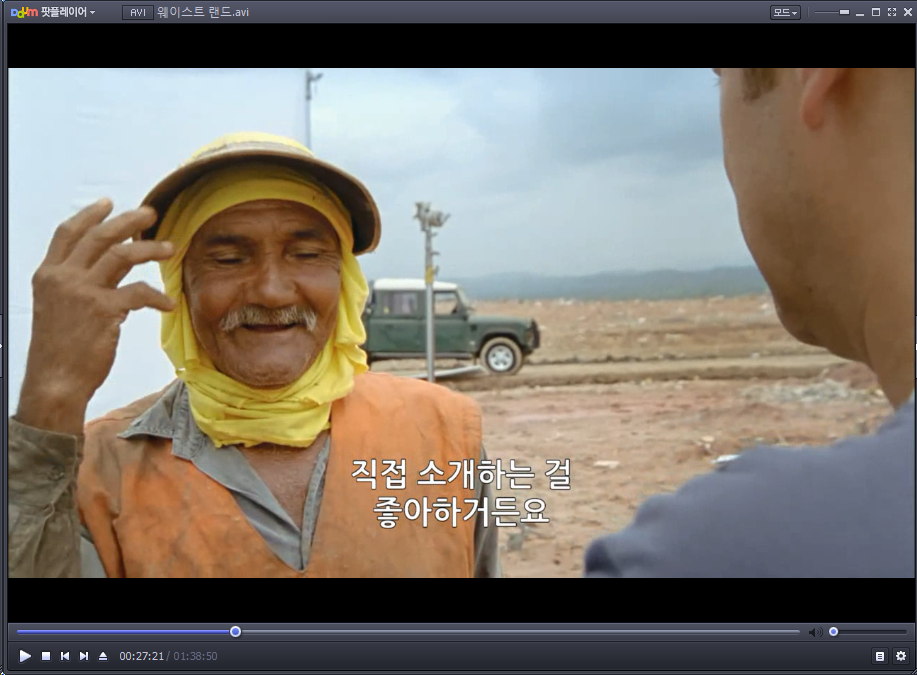 Daum 팟플레이어
AVI 웨이스트 랜드.avi
모드
직접 소개하는 걸
좋아하거든요
00:27:21 / 01:38:50